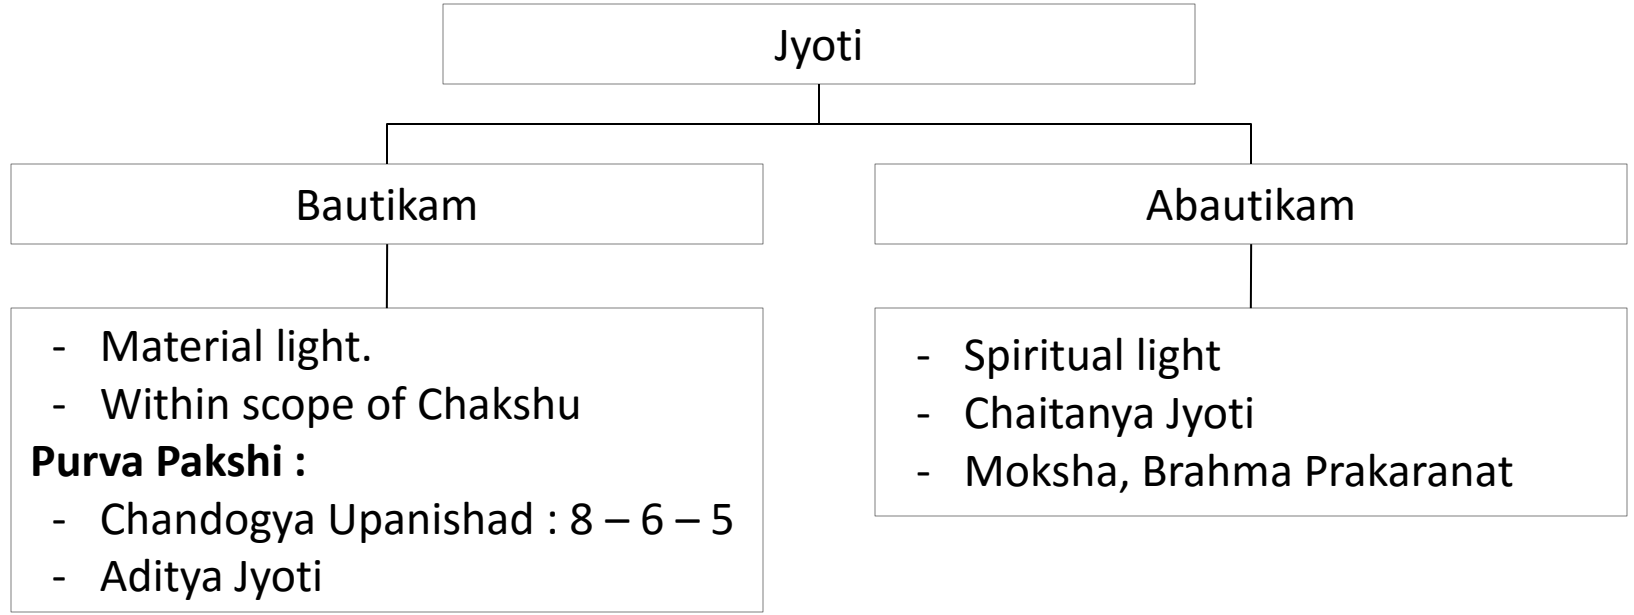 Jyoti
Bautikam
Abautikam
- Material light.
- Within scope of Chakshu
Purva Pakshi :
- Chandogya Upanishad : 8 – 6 – 5
- Aditya Jyoti
- Spiritual light
- Chaitanya Jyoti
- Moksha, Brahma Prakaranat